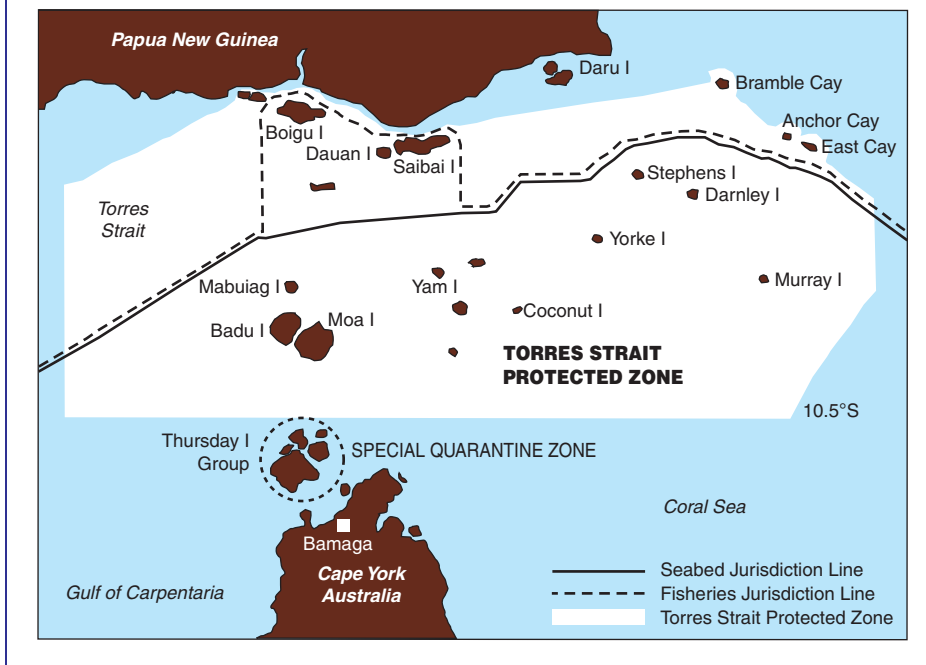 Papua New Guinea
Daru I
Bramble Cay
Anchor Cay
East Cay
Boigu I
Dauan I
Saibai I
Stephens I
Darnley I
Torres
Strait
Yorke I
Mabuiag I
Yam I
Murray I
Badu I
Moa I
Coconut I
TORRES STRAIT
PROTECTED ZONE
10.5°S
Thursday I
Group
SPECIAL QUARANTINE ZONE
Coral Sea
Bamaga
Cape York
Australia
Gulf of Carpentaria
Seabed Jurisdiction Line
Fisheries Jurisdiction Line
Torres Strait Protected Zone